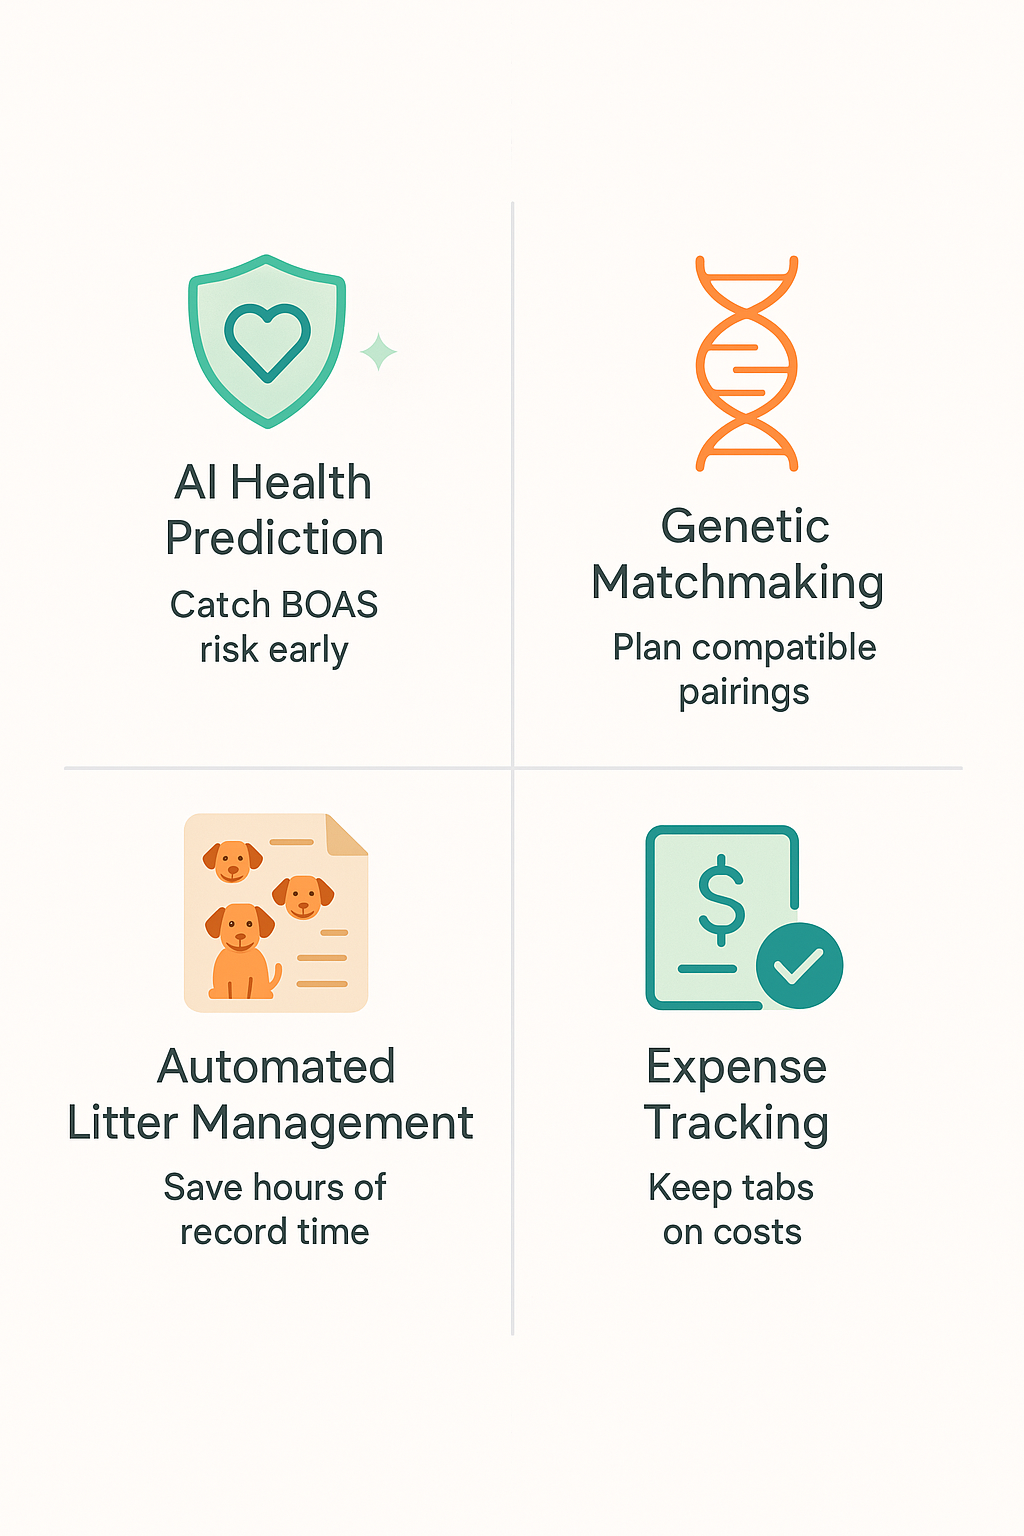 AI Health
Prediction
Catch BOAS
risk early
Genetic
Matchmaking
Plan compatible
pairings
$
Automated
Litter Management
Save hours of
record time
Expense
Tracking
Keep tabs
on costs